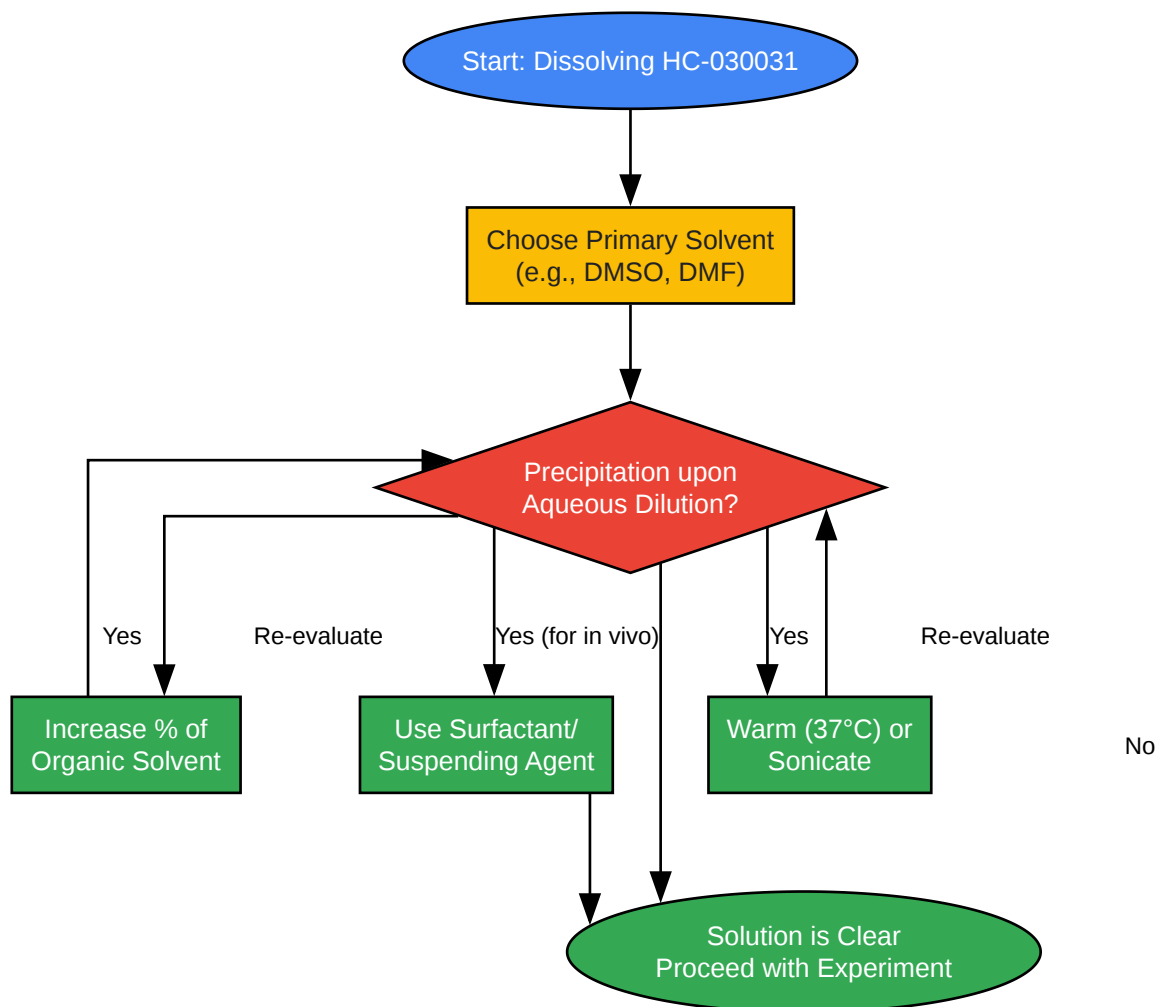 Start: Dissolving HC-030031
Choose Primary Solvent
(e.g., DMSO, DMF)
Precipitation upon
Aqueous Dilution?
Yes
Re-evaluate
Yes (for in vivo)
Yes
Re-evaluate
Increase % of
Organic Solvent
Use Surfactant/
Suspending Agent
Warm (37°C) or
Sonicate
No
Solution is Clear
Proceed with Experiment